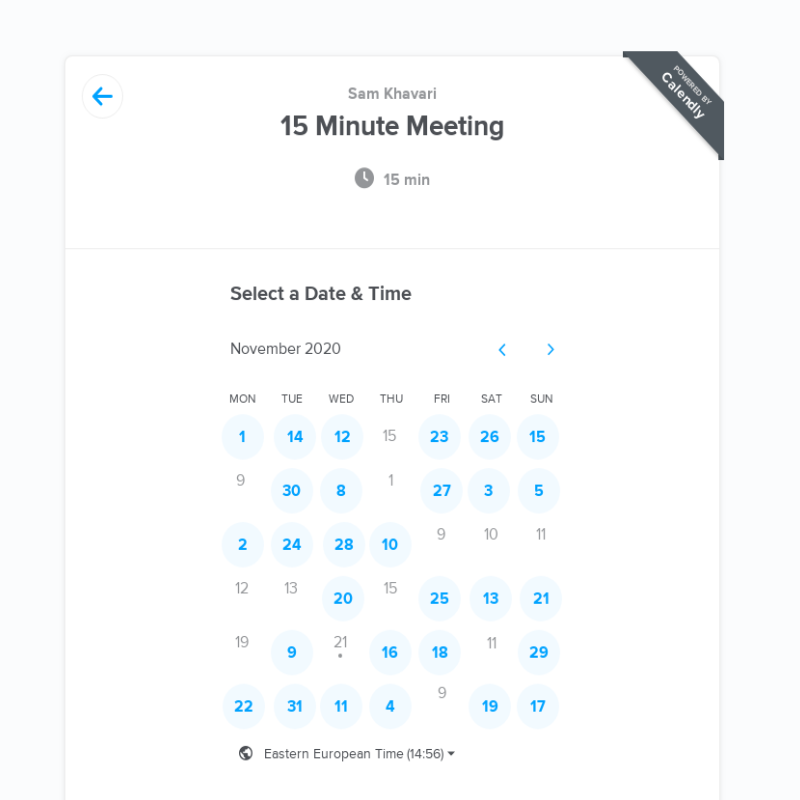 POWERED BY
Calendly
Sam Khavari
15 Minute Meeting
15 min
Select a Date & Time
November 2020
MON TUE WED THU FRI SAT SUN
1 14 12 15 23 26 15
9 30 8 1 27 3 5
2 24 28 10 9 10 11
12 13 20 15 25 13 21
19 9 21 16 18 11 29
22 31 11 4 9 19 17
Eastern European Time (14:56)